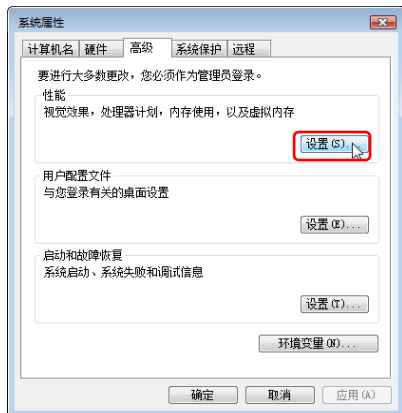 系统属性
计算机名 硬件 高级 系统保护 远程
要进行大多数更改，您必须作为管理员登录。
性能
视觉效果，处理器计划，内存使用，以及虚拟内存
设置(S)...
用户配置文件
与您登录有关的桌面设置
设置(E)...
启动和故障恢复
系统启动、系统失败和调试信息
设置(T)...
环境变量(N)...
确定 取消 应用(A)